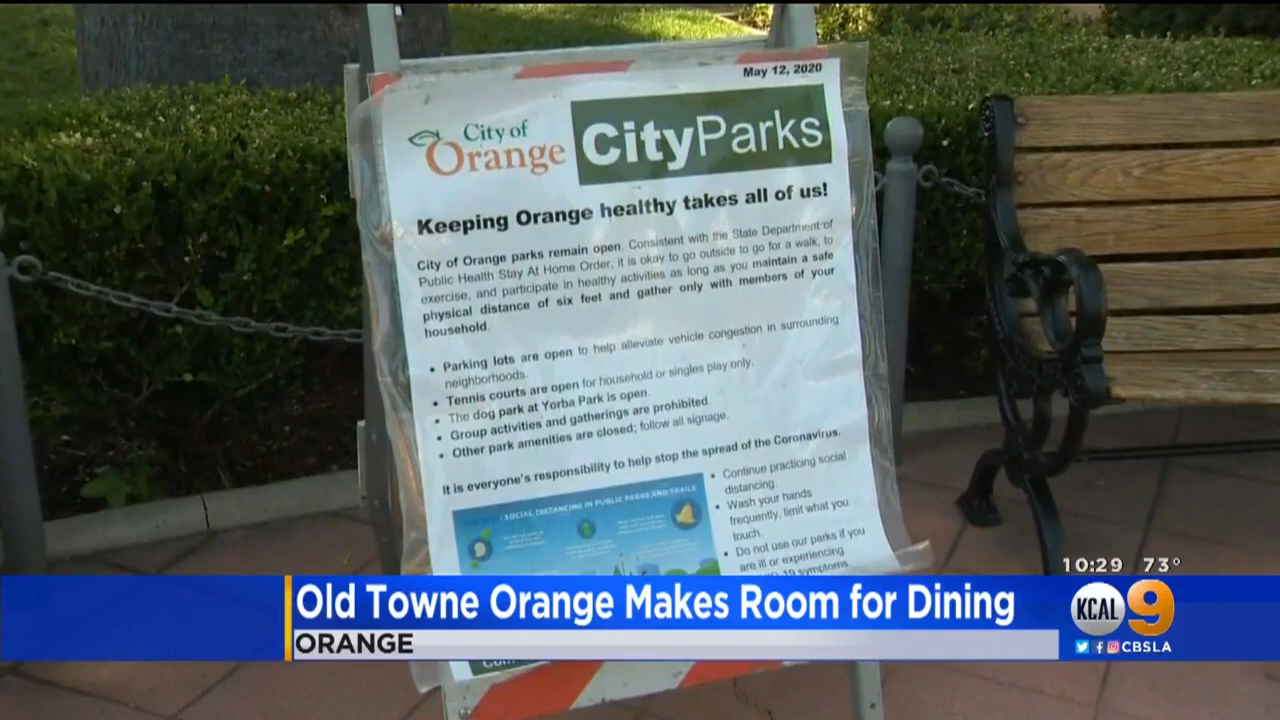 May 12, 2020
City of
Orange
CityParks
Keeping Orange healthy takes all of us!
City of Orange parks remain open. Consistent with the State Department of
Public Health Stay At Home Order, it is okay to go outside to go for a walk, to
exercise, and participate in healthy activities as long as you maintain a safe
physical distance of six feet and gather only with members of your
household.
• Parking lots are open to help alleviate vehicle congestion in surrounding
neighborhoods.
• Tennis courts are open for household or singles play only.
• The dog park at Yorba Park is open.
• Group activities and gatherings are prohibited.
• Other park amenities are closed; follow all signage.
It is everyone's responsibility to help stop the spread of the Coronavirus.
SOCIAL DISTANCING IN PUBLIC PARKS AND TRAILS
• Continue practicing social
distancing.
• Wash your hands
frequently, limit what you
touch.
• Do not use our parks if you
are ill or experiencing
symptoms
10:29 73°
Old Towne Orange Makes Room for Dining
ORANGE
KCAL 9
CBSLA